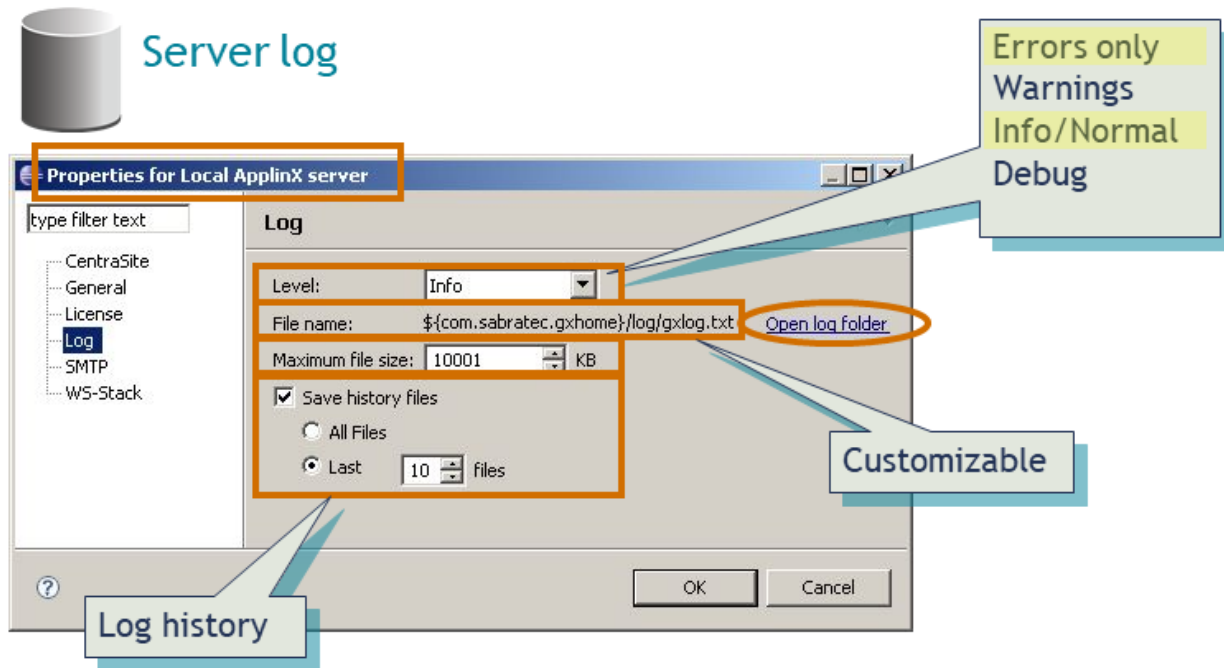 Server log
Errors only
Warnings
Info/Normal
Debug
Properties for Local ApplinX server
type filter text
CentraSite
General
License
Log
SMTP
WS-Stack
Log
Level: Info
File name: ${com.sabratec.gxhome}/log/gxlog.txt Open log folder
Maximum file size: 10001 KB
Save history files
All Files
Last 10 files
Customizable
Log history
OK Cancel